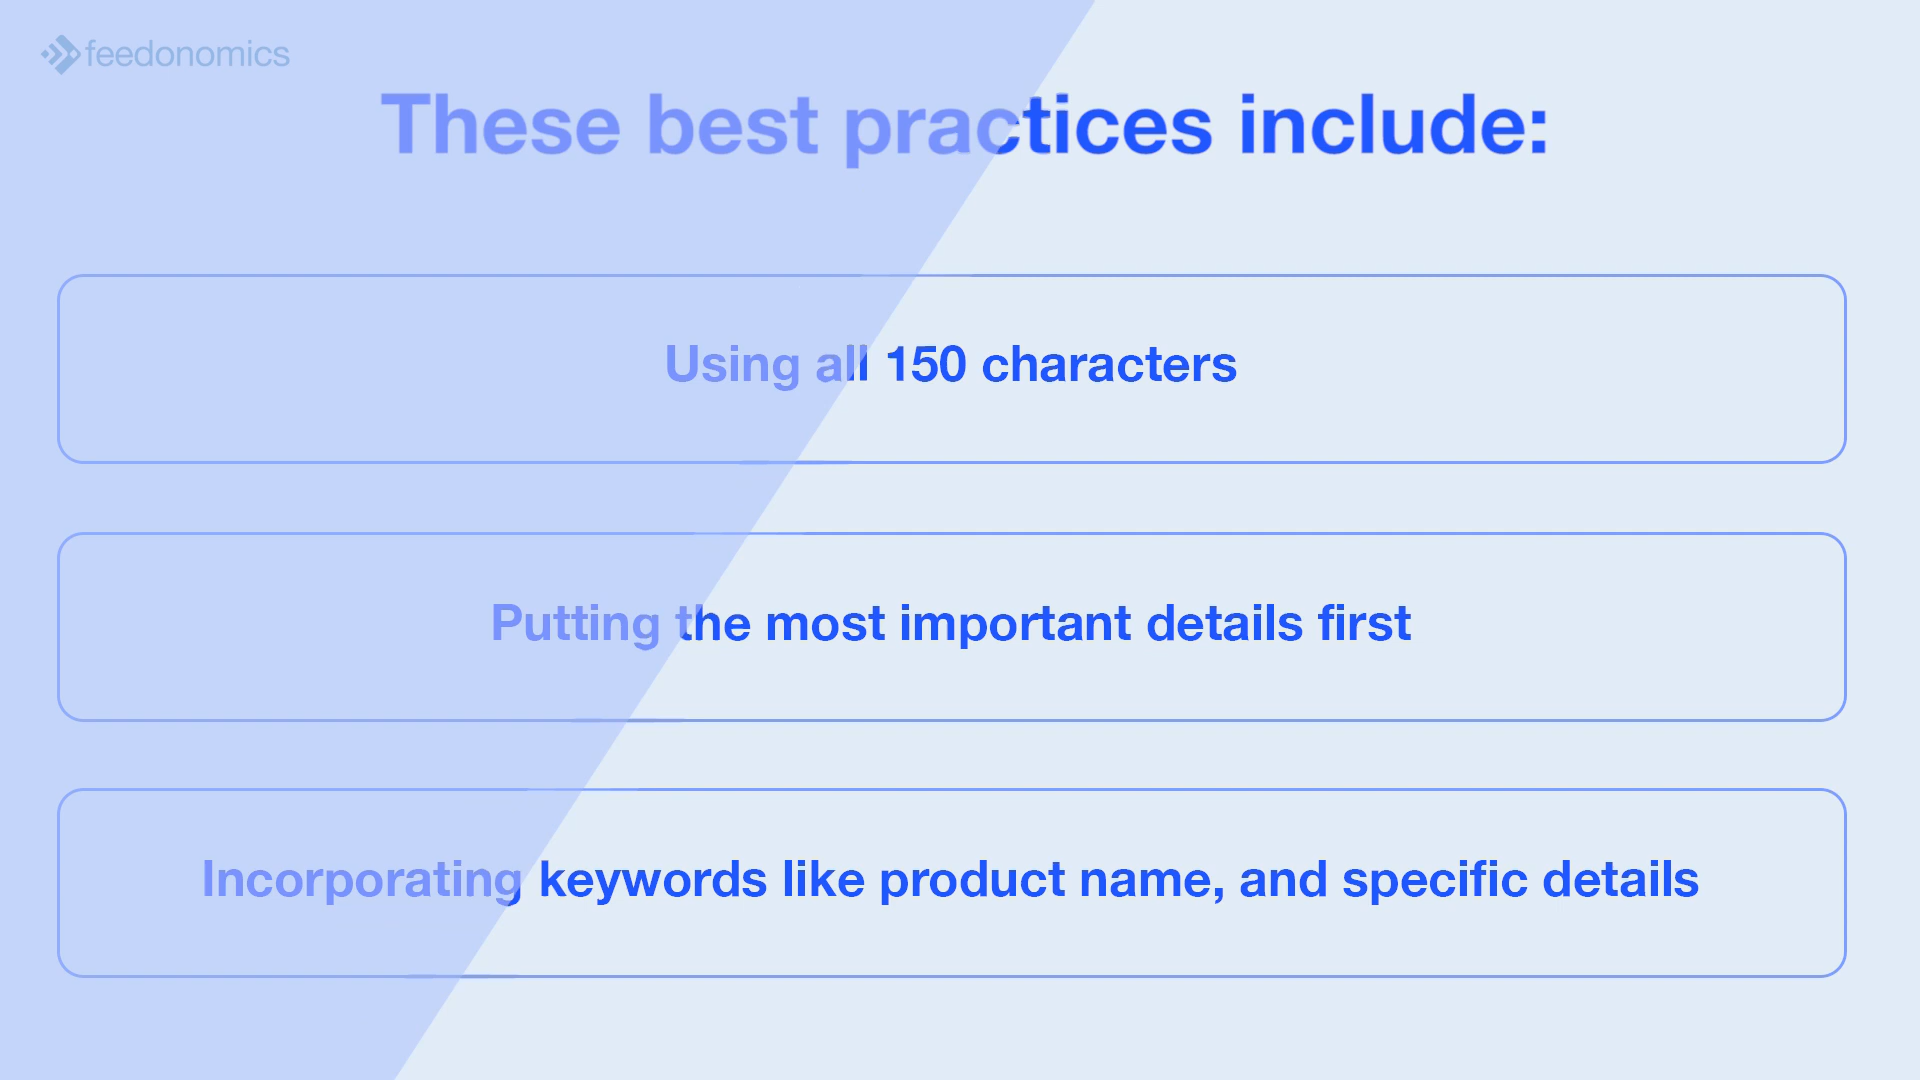 feedonomics
These best practices include:
Using all 150 characters
Putting the most important details first
Incorporating keywords like product name, and specific details